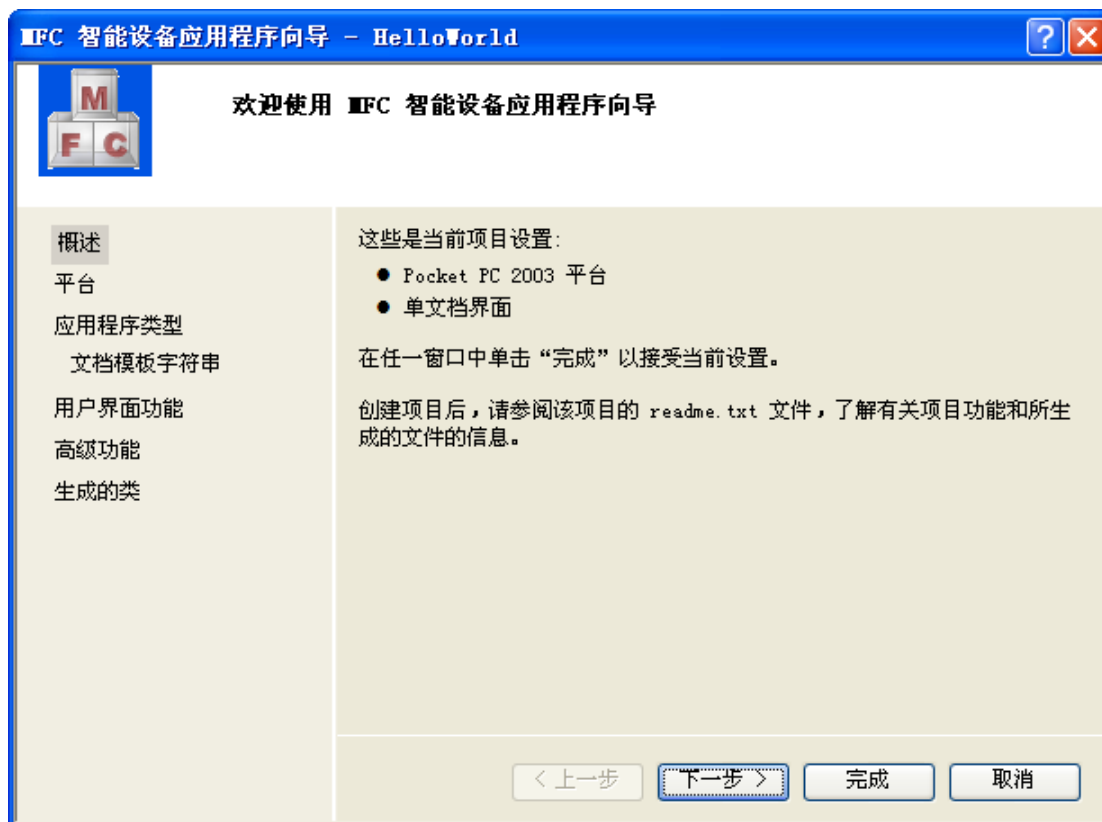 MFC 智能设备应用程序向导 - HelloWorld
M
F C
欢迎使用 MFC 智能设备应用程序向导
概述
平台
应用程序类型
文档模板字符串
用户界面功能
高级功能
生成的类
这些是当前项目设置:
● Pocket PC 2003 平台
● 单文档界面
在任一窗口中单击“完成”以接受当前设置。
创建项目后,请参阅该项目的 readme.txt 文件,了解有关项目功能和所生
成的文件的信息。
< 上一步 下一步 > 完成 取消